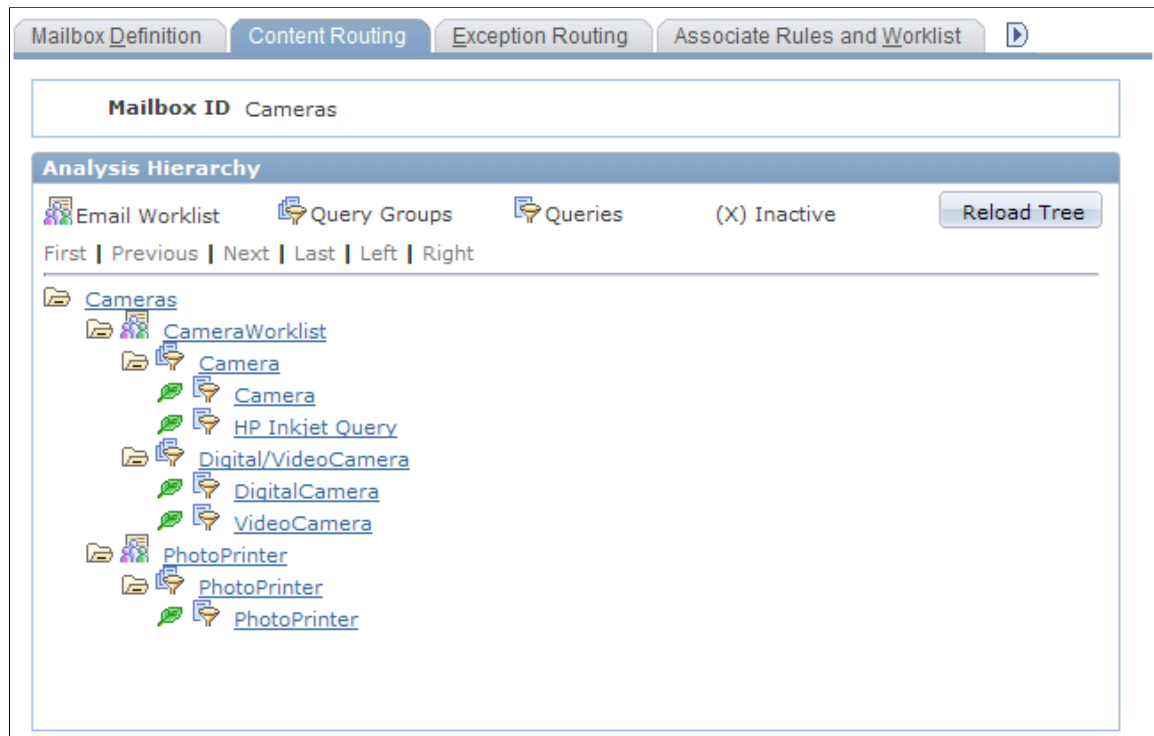 Mailbox Definition Content Routing Exception Routing Associate Rules and Worklist
Mailbox ID Cameras
Analysis Hierarchy
Email Worklist Query Groups Queries (X) Inactive Reload Tree
First | Previous | Next | Last | Left | Right
Cameras
CameraWorklist
Camera
Camera
HP Inkjet Query
Digital/VideoCamera
DigitalCamera
VideoCamera
PhotoPrinter
PhotoPrinter
PhotoPrinter